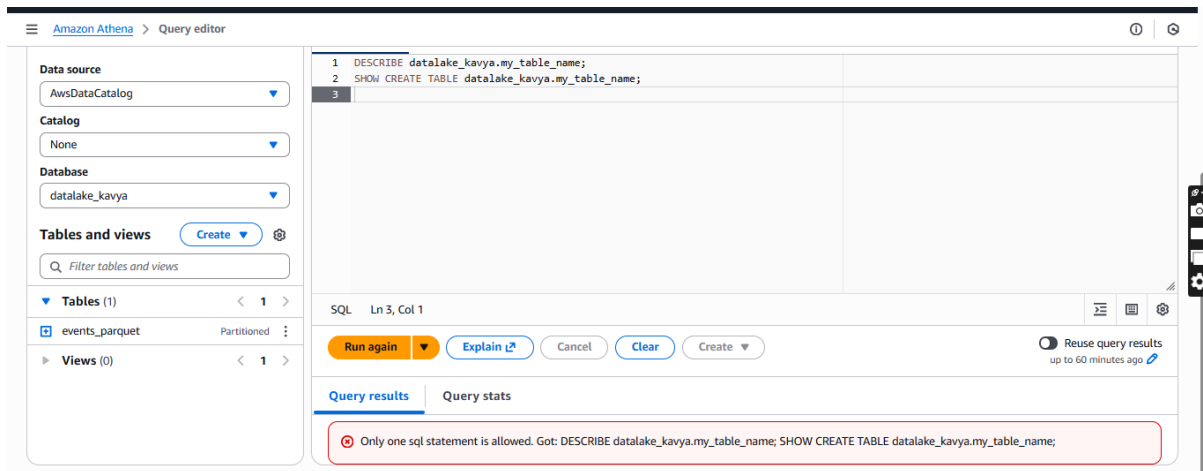 Amazon Athena > Query editor
Data source
AwsDataCatalog
Catalog
None
Database
datalake_kavya
Tables and views
Create
Filter tables and views
Tables (1)
< 1 >
events_parquet Partitioned
Views (0)
< 1 >
1 DESCRIBE datalake_kavya.my_table_name;
2 SHOW CREATE TABLE datalake_kavya.my_table_name;
3
SQL Ln 3, Col 1
Run again
Explain
Cancel
Clear
Create
Reuse query results
up to 60 minutes ago
Query results
Query stats
Only one sql statement is allowed. Got: DESCRIBE datalake_kavya.my_table_name; SHOW CREATE TABLE datalake_kavya.my_table_name;